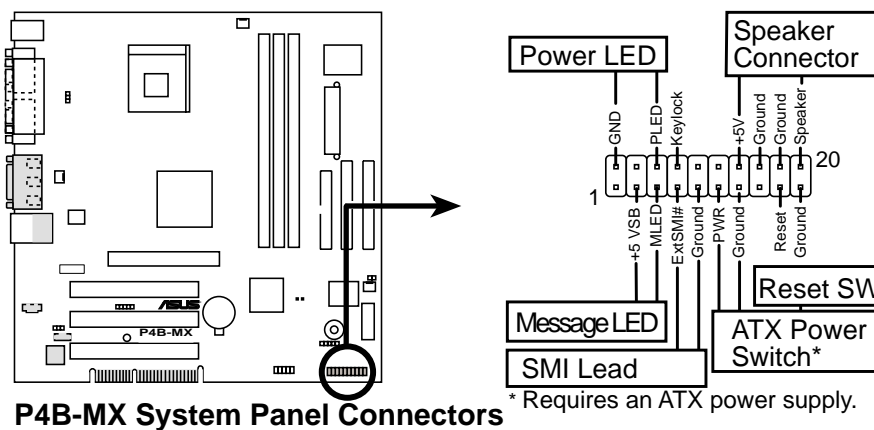 Power LED
Speaker
Connector
GND
PLED
Keylock
+5V
Ground
Ground
Speaker
20
1
+5 VSB
MLED
ExtSMI#
Ground
PWR
Ground
Reset
Ground
Reset SW
Message LED
ATX Power
Switch*
SMI Lead
* Requires an ATX power supply.
/SUS
P4B-MX
P4B-MX System Panel Connectors